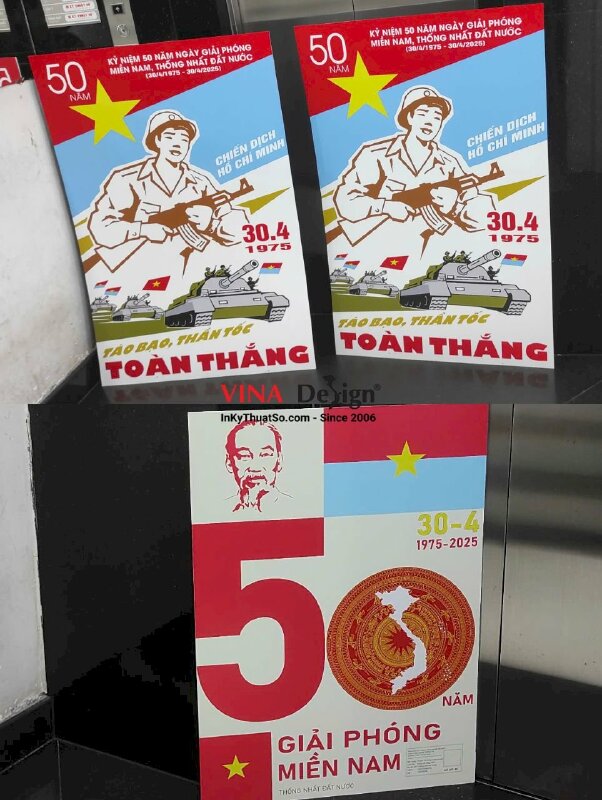 50
NĂM
KỶ NIỆM 50 NĂM NGÀY GIẢI PHÓNG
MIỀN NAM, THỐNG NHẤT ĐẤT NƯỚC
(30/4/1975 - 30/4/2025)
CHIẾN DỊCH
HỒ CHÍ MINH
30.4
1975
TÁO BẠO, THẦN TỐC
TOÀN THẮNG
50
NĂM
KỶ NIỆM 50 NĂM NGÀY GIẢI PHÓNG
MIỀN NAM, THỐNG NHẤT ĐẤT NƯỚC
(30/4/1975 - 30/4/2025)
CHIẾN DỊCH
HỒ CHÍ MINH
30.4
1975
TÁO BẠO, THẦN TỐC
TOÀN THẮNG
VINA Design®
InKyThuatSo.com - Since 2006
30-4
1975-2025
50
NĂM
GIẢI PHÓNG
MIỀN NAM
THỐNG NHẤT ĐẤT NƯỚC